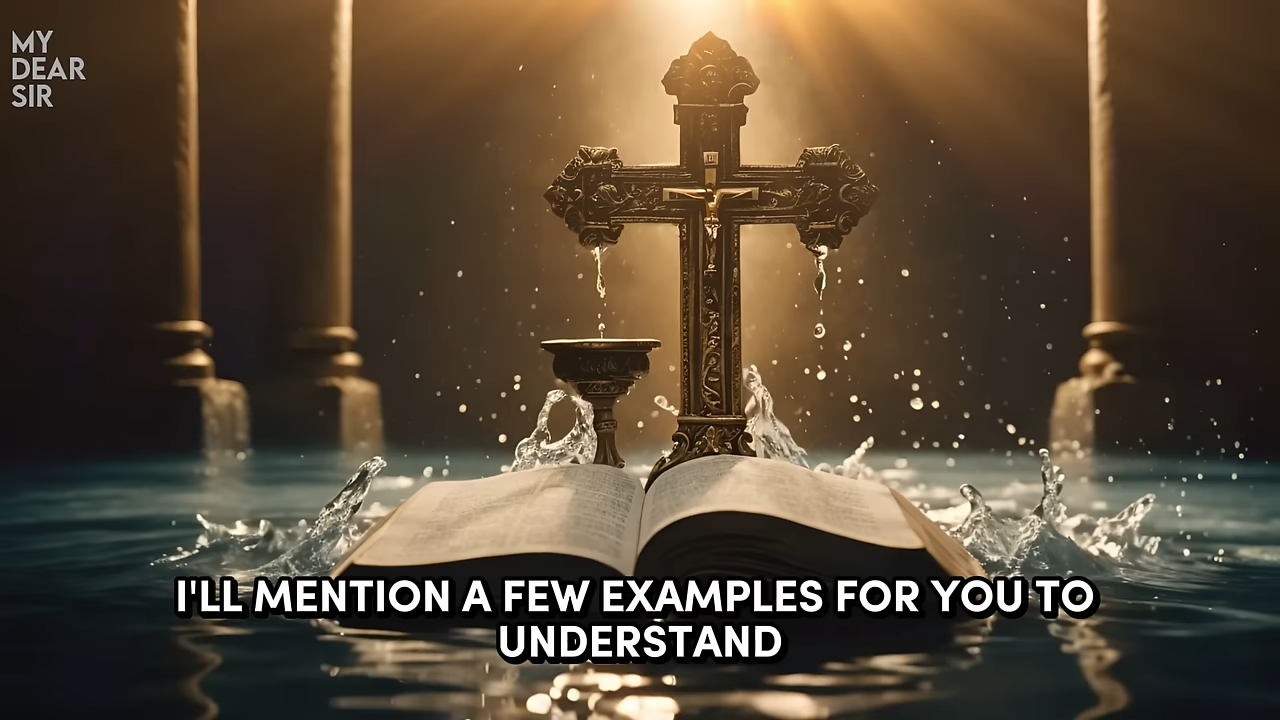 MY
DEAR
SIR
I'LL MENTION A FEW EXAMPLES FOR YOU TO
UNDERSTAND